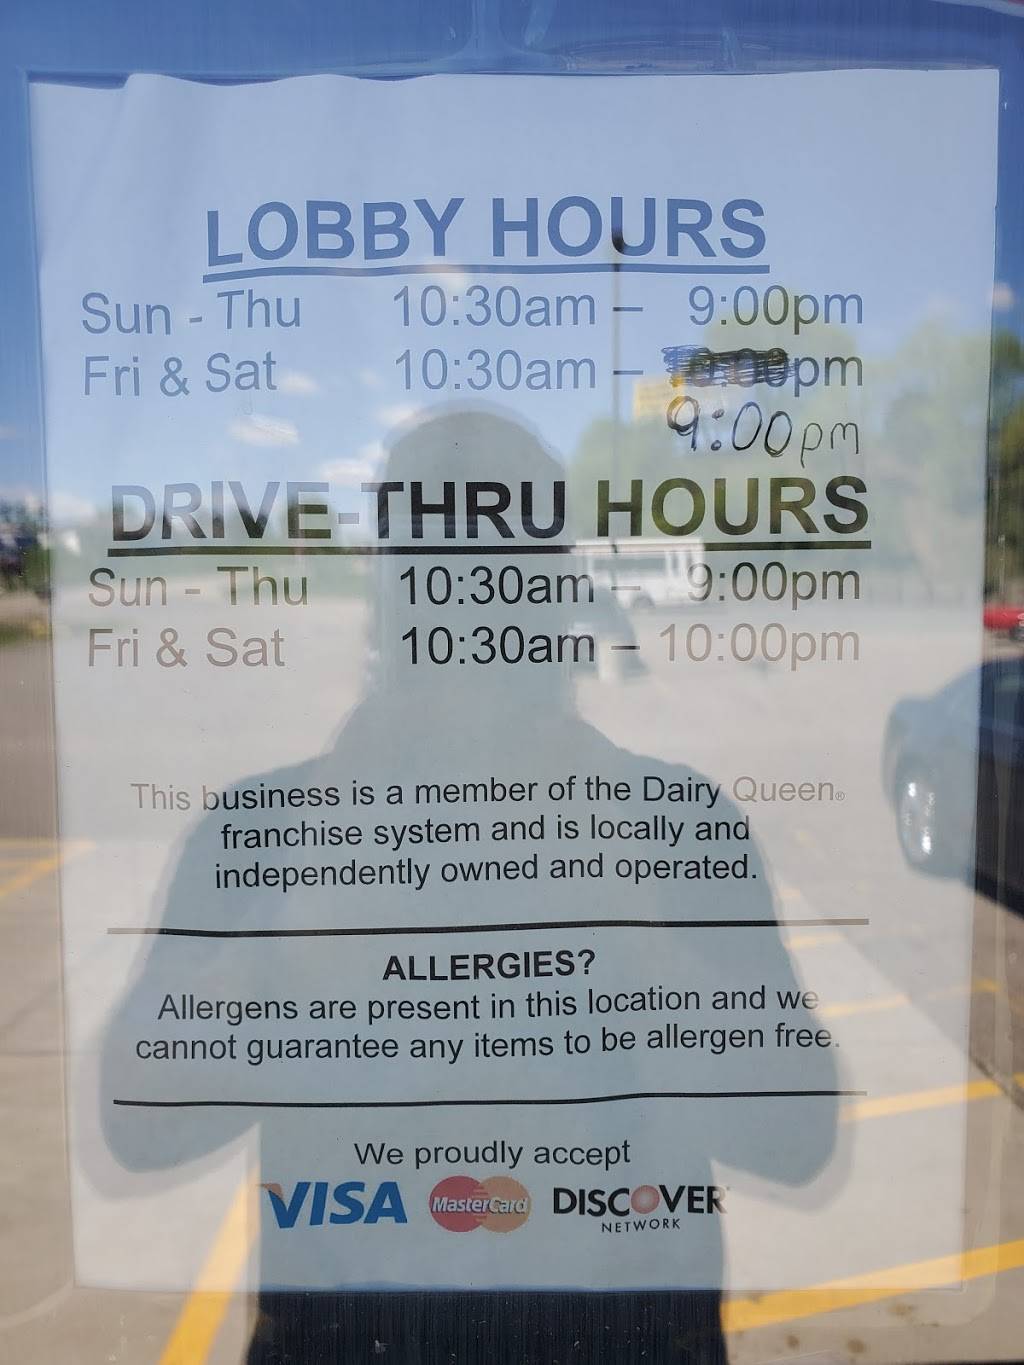 LOBBY HOURS
Sun - Thu 10:30am – 9:00pm
Fri & Sat 10:30am – pm
9:00pm
DRIVE-THRU HOURS
Sun - Thu 10:30am – 9:00pm
Fri & Sat 10:30am – 10:00pm
This business is a member of the Dairy Queen®
franchise system and is locally and
independently owned and operated.
ALLERGIES?
Allergens are present in this location and we
cannot guarantee any items to be allergen free.
We proudly accept
VISA MasterCard DISCOVER
NETWORK